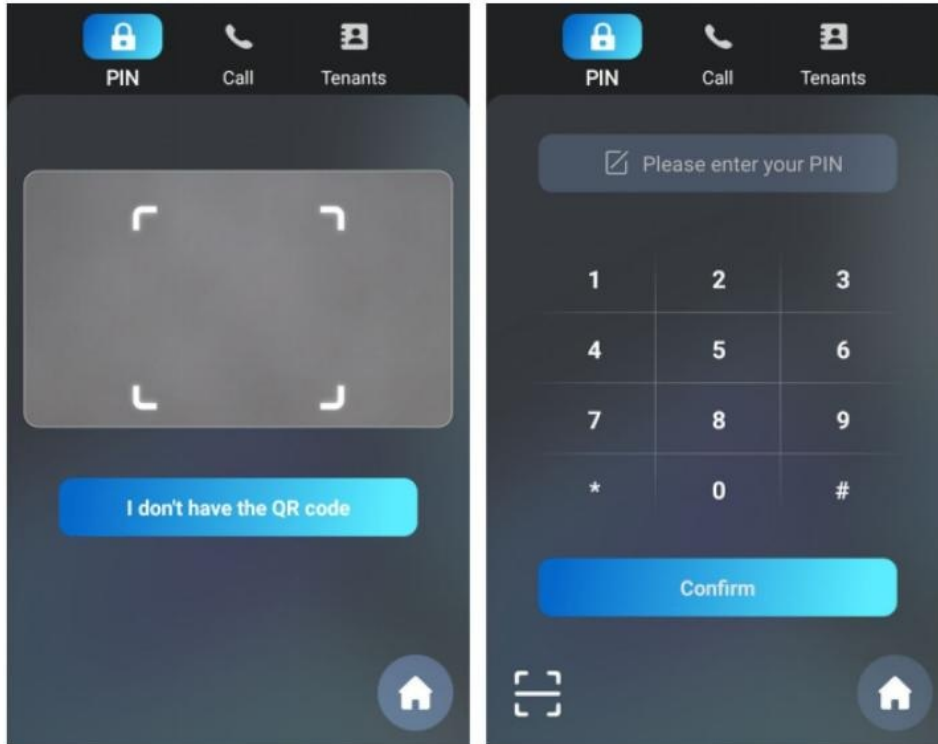 PIN
Call
Tenants
I don't have the QR code
PIN
Call
Tenants
Please enter your PIN
1 2 3
4 5 6
7 8 9
* 0 #
Confirm